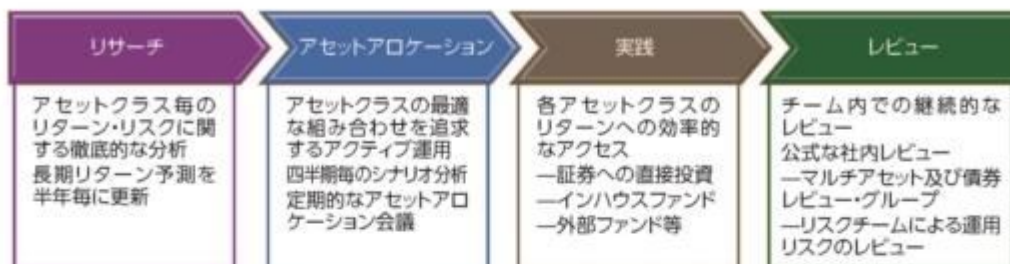 リサーチ
アセットクラス毎の
リターン・リスクに関
する徹底的な分析
長期リターン予測を
半年毎に更新
アセットアロケーション
アセットクラスの最適
な組み合わせを追求
するアクティブ運用
四半期毎のシナリオ分析
定期的なアセットアロ
ケーション会議
実践
各アセットクラスの
リターンへの効率的
なアクセス
―証券への直接投資
―インハウスファンド
―外部ファンド等
レビュー
チーム内での継続的な
レビュー
公式な社内レビュー
―マルチアセット及び債券
レビュー・グループ
―リスクチームによる運用
リスクのレビュー